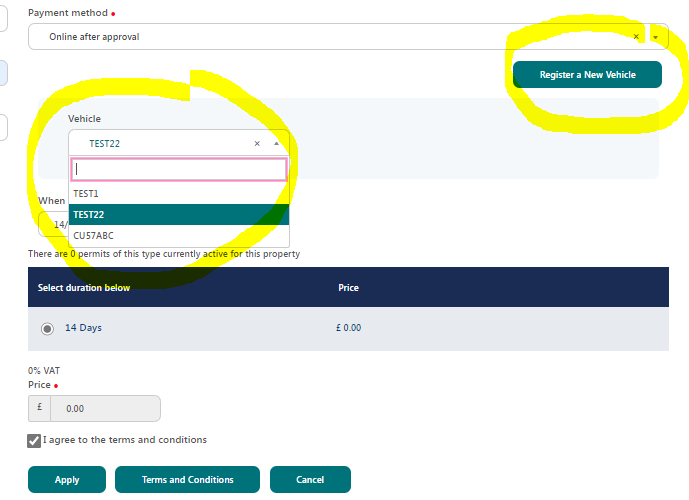 Payment method •
Online after approval × ▾
Register a New Vehicle
Vehicle
TEST22 × ▴
TEST1
When
TEST22
14/
CU57ABC
There are 0 permits of this type currently active for this property
Select duration below Price
14 Days £ 0.00
0% VAT
Price •
£ 0.00
I agree to the terms and conditions
Apply Terms and Conditions Cancel